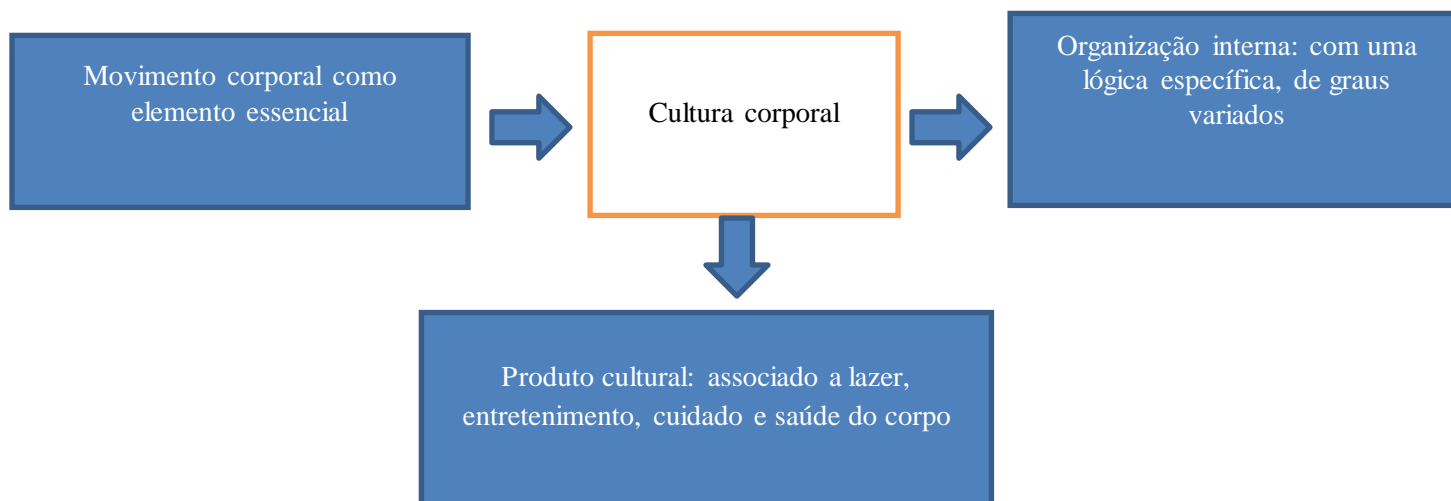 Movimento corporal como
elemento essencial
Cultura corporal
Organização interna: com uma
lógica específica, de graus
variados
Produto cultural: associado a lazer,
entretenimento, cuidado e saúde do corpo